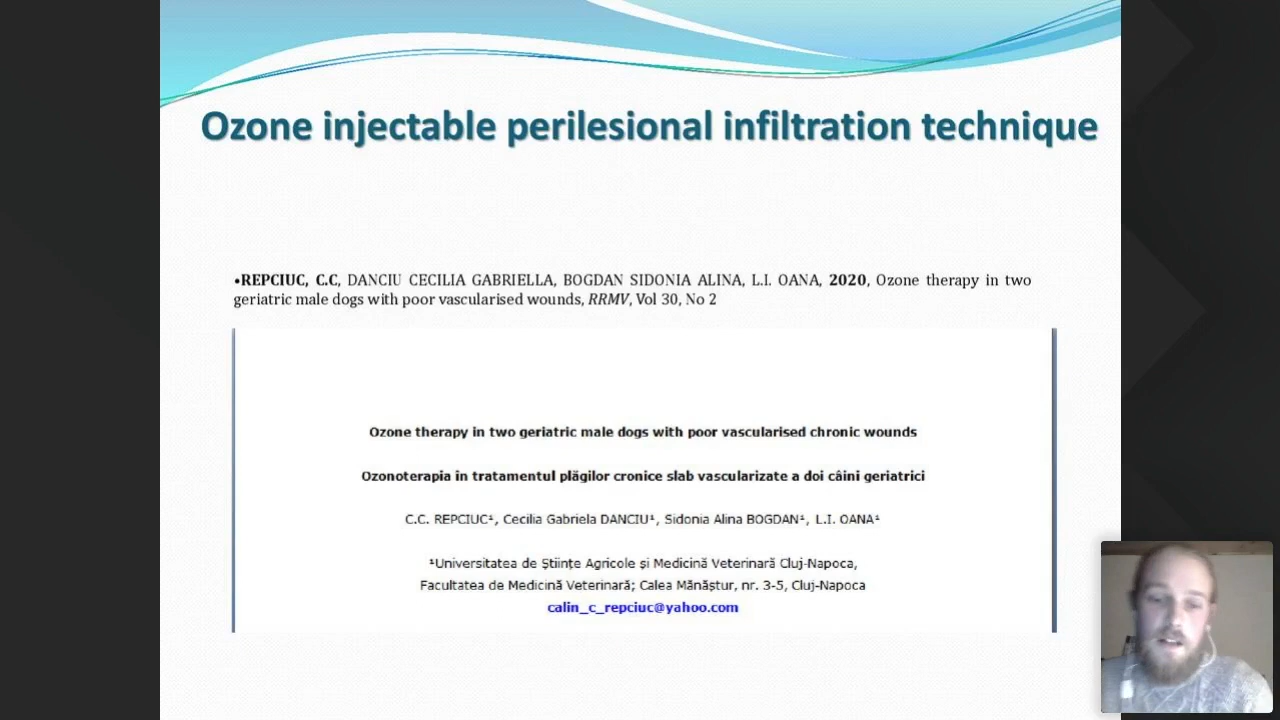 Ozone injectable perilesional infiltration technique
•REPCIUC, C.C, DANCIU CECILIA GABRIELLA, BOGDAN SIDONIA ALINA, L.I. OANA, 2020, Ozone therapy in two
geriatric male dogs with poor vascularised wounds, RRMV, Vol 30, No 2
Ozone therapy in two geriatric male dogs with poor vascularised chronic wounds
Ozonoterapia în tratamentul plăgilor cronice slab vascularizate a doi câini geriatrici
C.C. REPCIUC¹, Cecilia Gabriela DANCIU¹, Sidonia Alina BOGDAN¹, L.I. OANA¹
¹Universitatea de Științe Agricole și Medicină Veterinară Cluj-Napoca,
Facultatea de Medicină Veterinară; Calea Mănăștur, nr. 3-5, Cluj-Napoca
calin_c_repciuc@yahoo.com